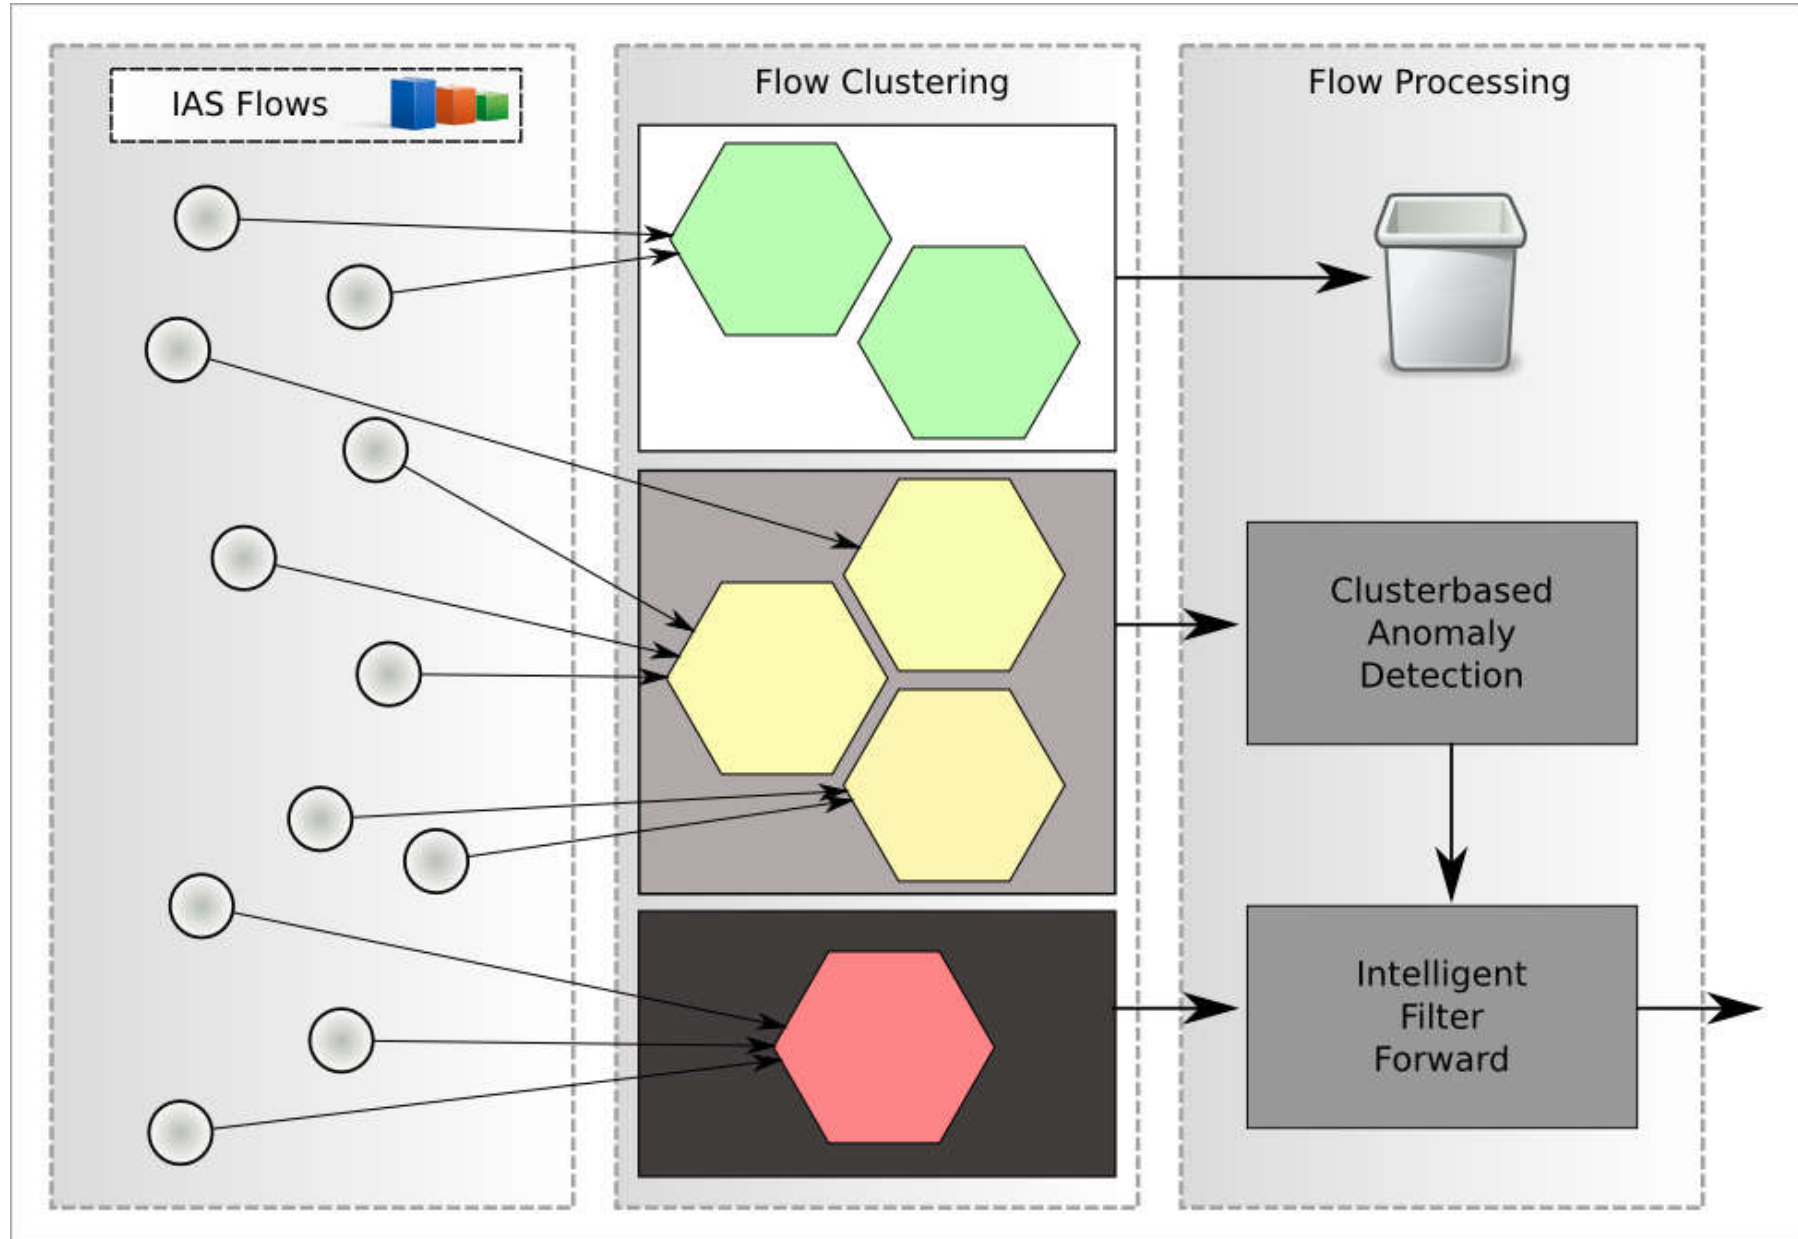 IAS Flows
Flow Clustering
Flow Processing
Clusterbased
Anomaly
Detection
Intelligent
Filter
Forward